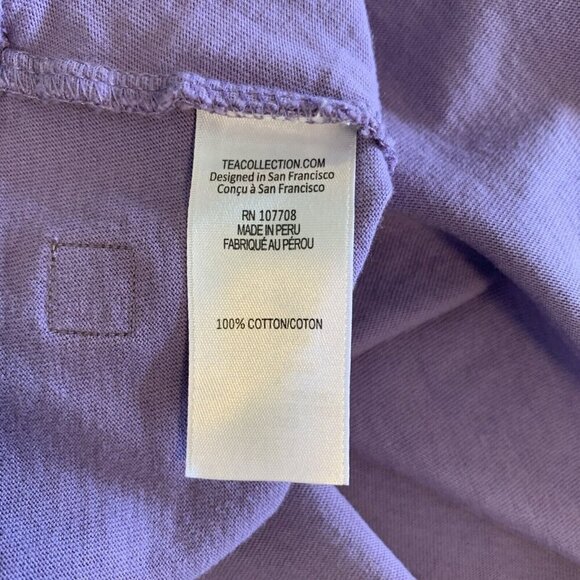 TEACOLLECTION.COM
Designed in San Francisco
Conçu à San Francisco
RN 107708
MADE IN PERU
FABRIQUÉ AU PÉROU
100% COTTON/COTON